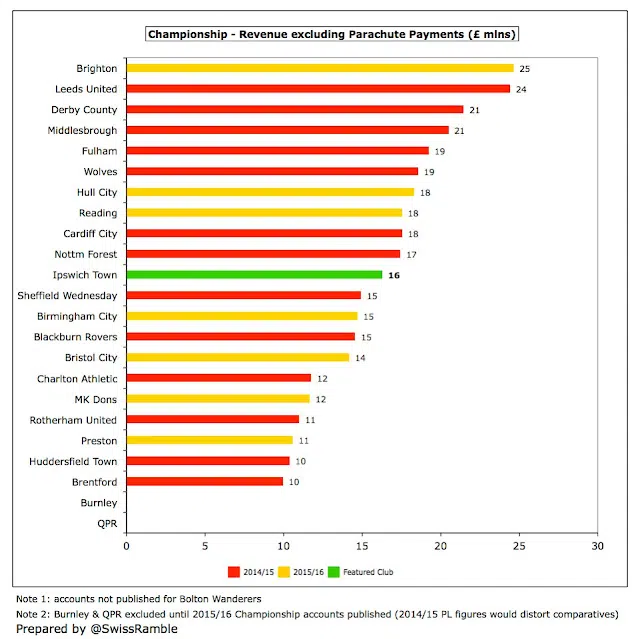 Championship - Revenue excluding Parachute Payments (£ mlns)
Brighton 25
Leeds United 24
Derby County 21
Middlesbrough 21
Fulham 19
Wolves 19
Hull City 18
Reading 18
Cardiff City 18
Nottm Forest 17
Ipswich Town 16
Sheffield Wednesday 15
Birmingham City 15
Blackburn Rovers 15
Bristol City 14
Charlton Athletic 12
MK Dons 12
Rotherham United 11
Preston 11
Huddersfield Town 10
Brentford 10
Burnley
QPR
0 5 10 15 20 25 30
2014/15 2015/16 Featured Club
Note 1: accounts not published for Bolton Wanderers
Note 2: Burnley & QPR excluded until 2015/16 Championship accounts published (2014/15 PL figures would distort comparatives)
Prepared by @SwissRamble